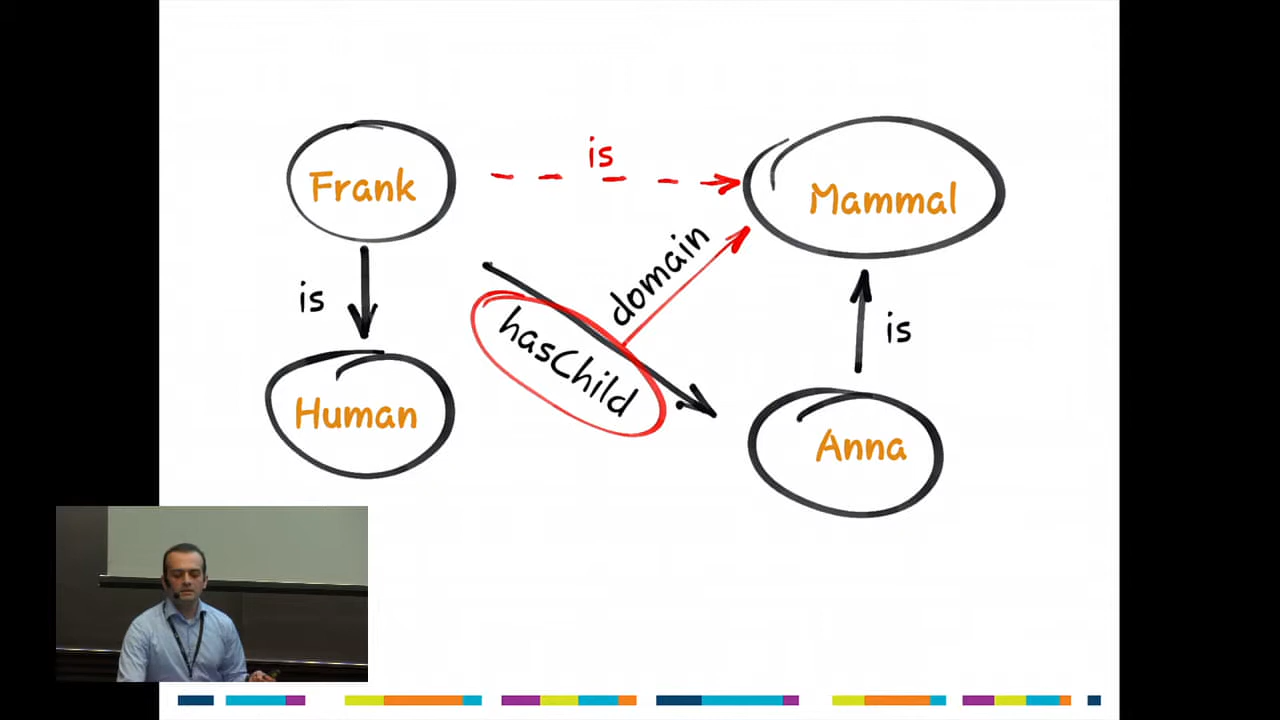 is
Frank
Mammal
domain
is
hasChild
is
Human
Anna